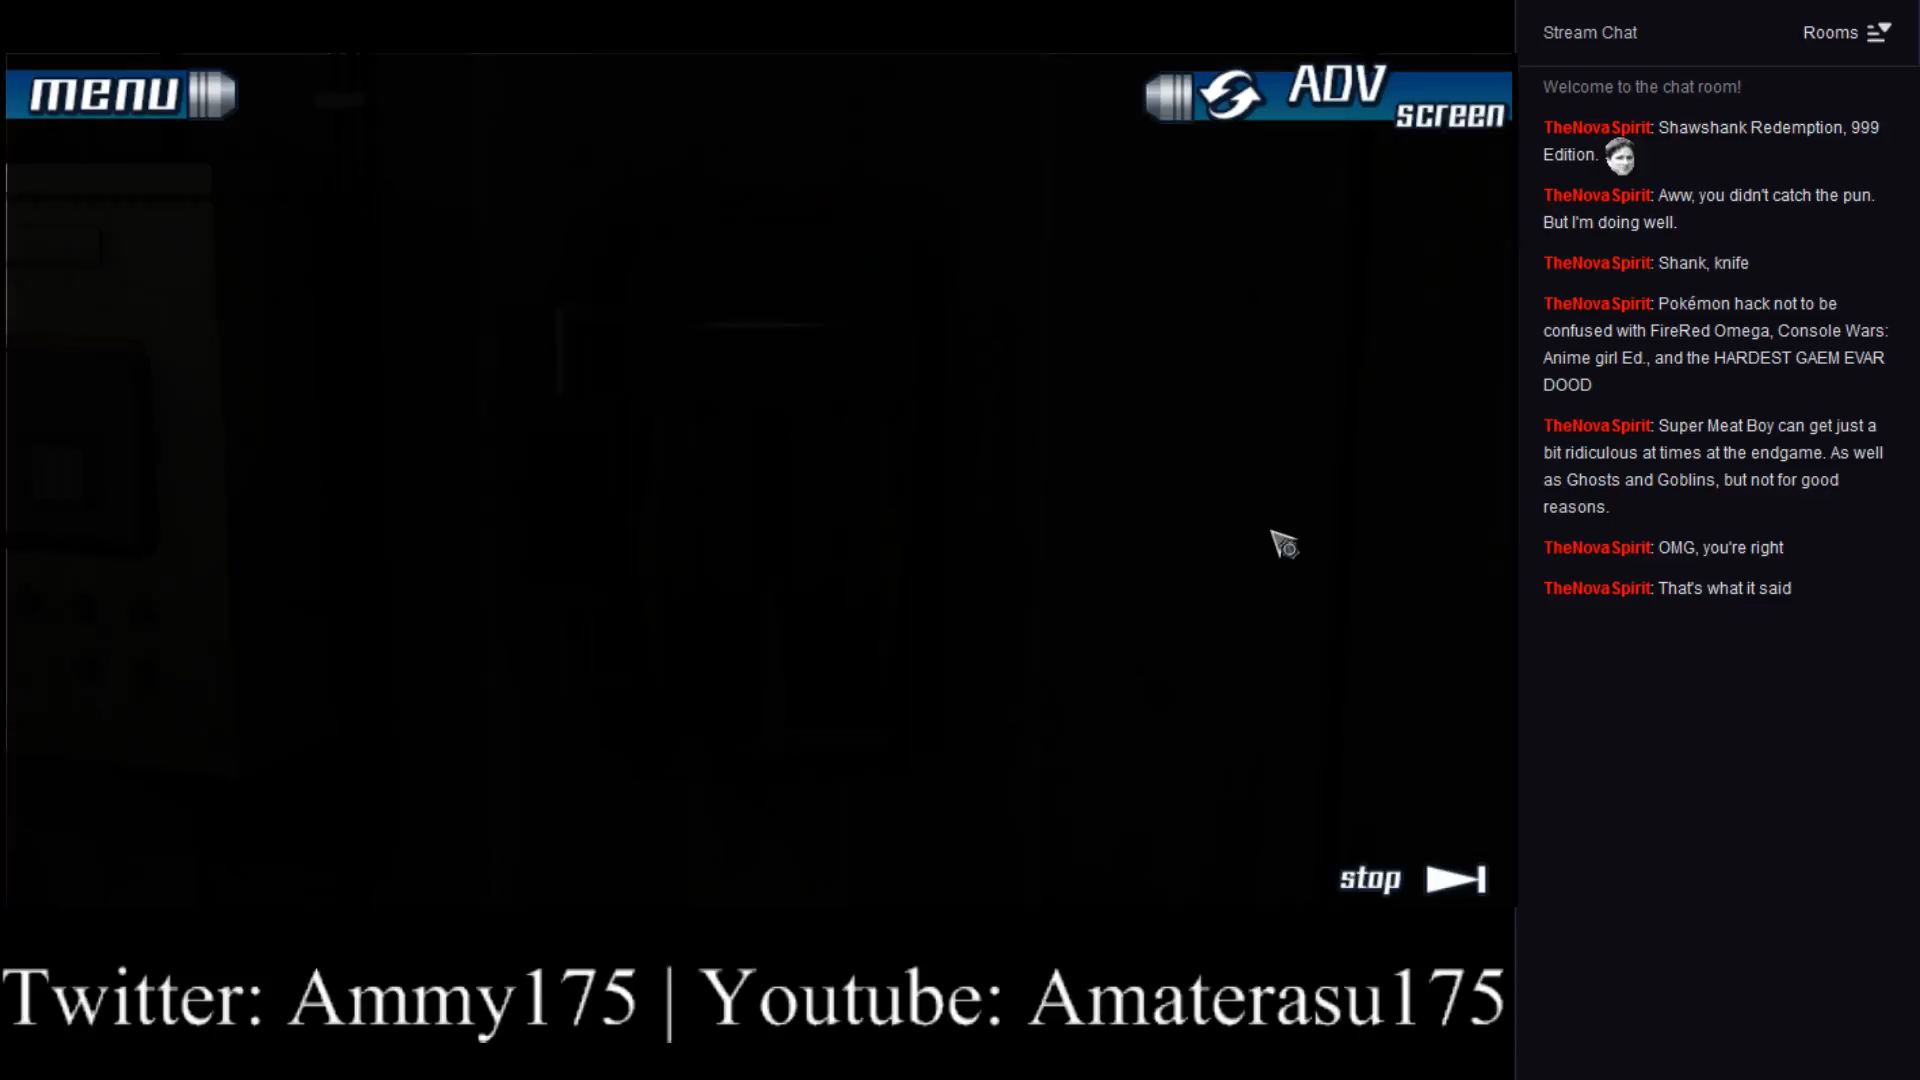 menu
ADV
screen
Stream Chat
Rooms
Welcome to the chat room!
TheNovaSpirit: Shawshank Redemption, 999
Edition.
TheNovaSpirit: Aww, you didn't catch the pun.
But I'm doing well.
TheNovaSpirit: Shank, knife
TheNovaSpirit: Pokémon hack not to be
confused with FireRed Omega, Console Wars:
Anime girl Ed., and the HARDEST GAEM EVAR
DOOD
TheNovaSpirit: Super Meat Boy can get just a
bit ridiculous at times at the endgame. As well
as Ghosts and Goblins, but not for good
reasons.
TheNovaSpirit: OMG, you're right
TheNovaSpirit: That's what it said
stop
Twitter: Ammy175 | Youtube: Amaterasu175